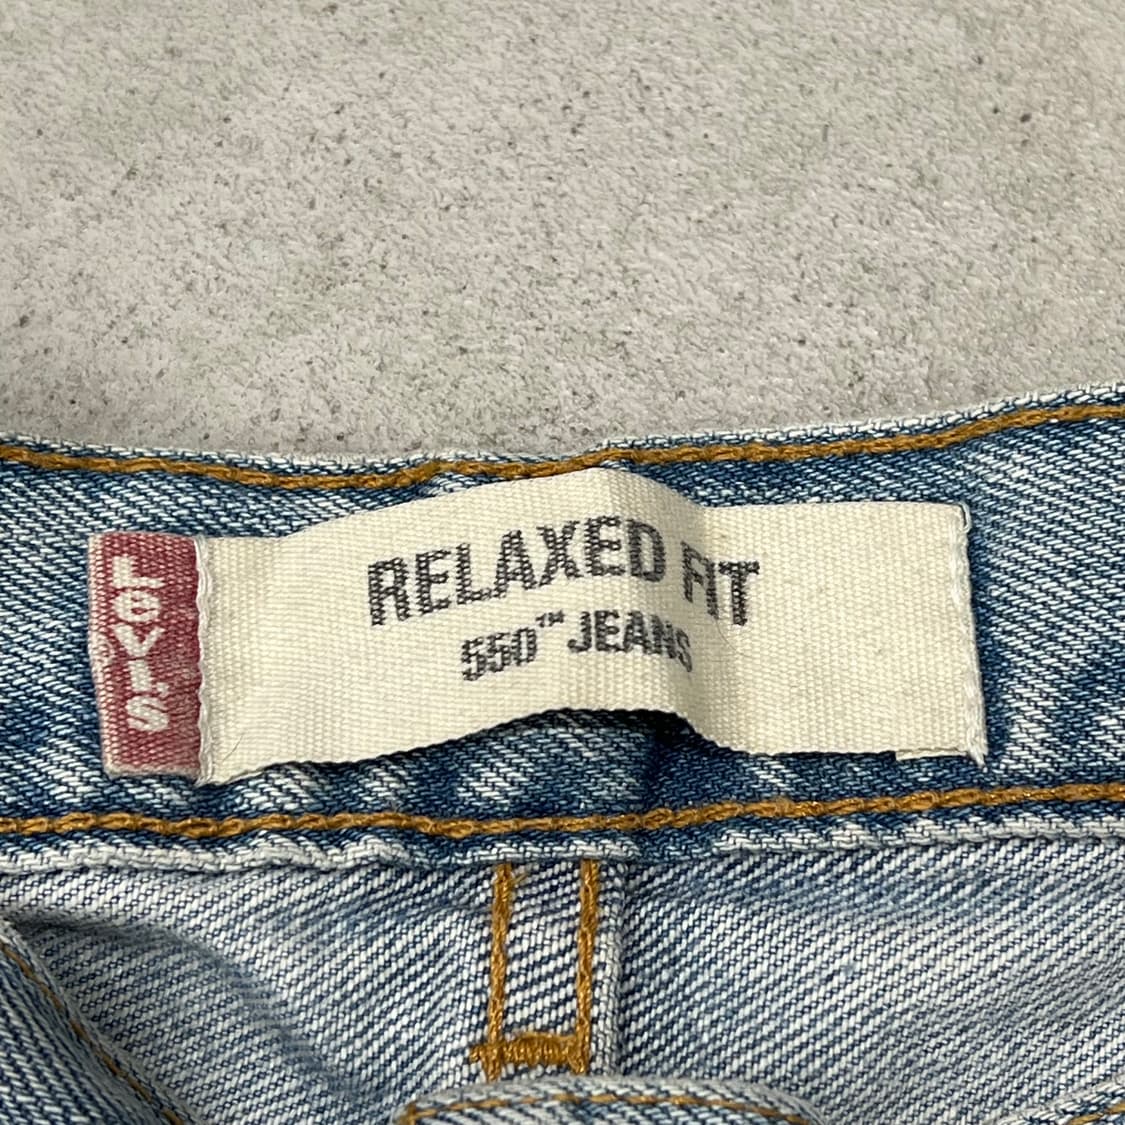 LEVI'S
RELAXED FIT
550™ JEANS